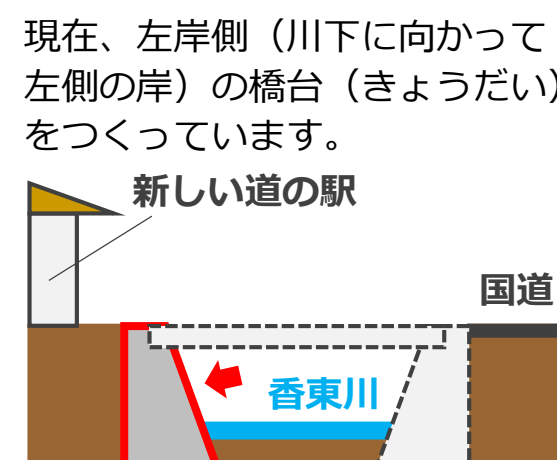 現在、左岸側（川下に向かって
左側の岸）の橋台（きょうだい）
をつくっています。
新しい道の駅
国道
香東川